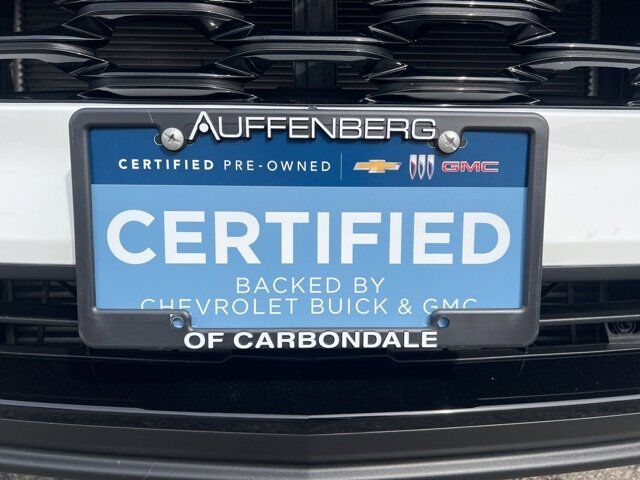 AUFFENBERG
CERTIFIED PRE-OWNED GMC
CERTIFIED
BACKED BY
CHEVROLET BUICK & GMC
OF CARBONDALE